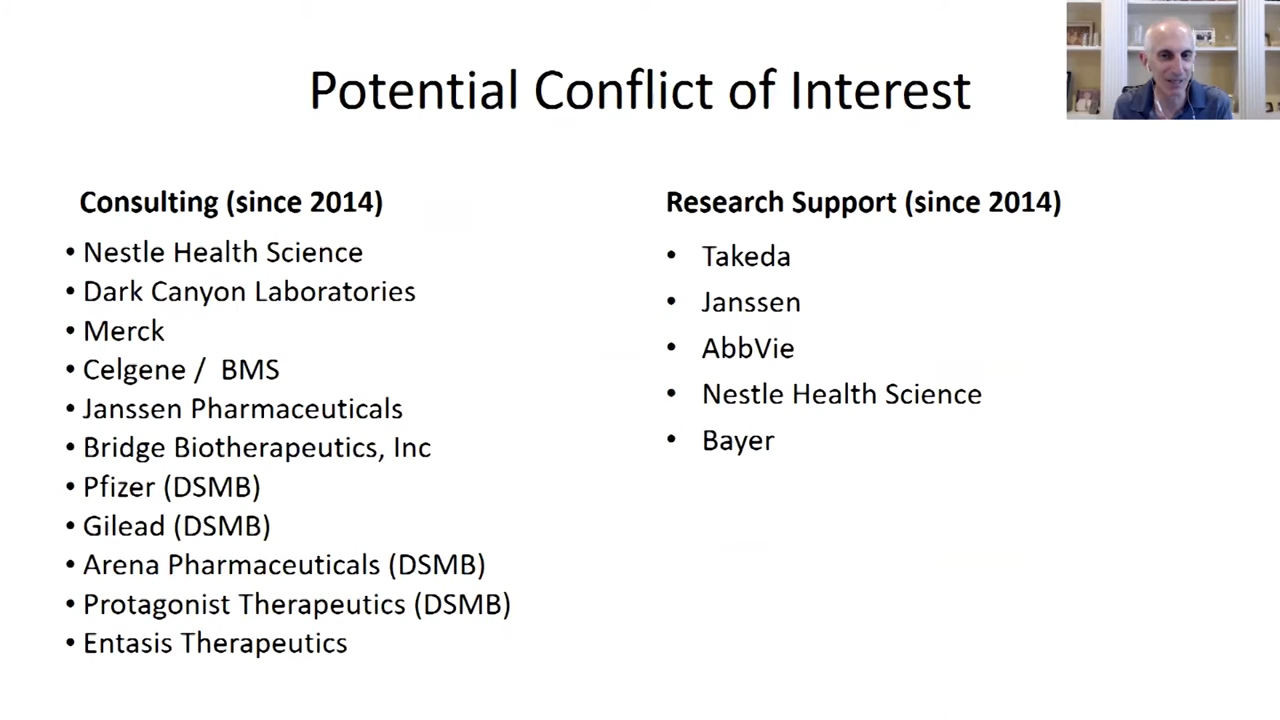 Potential Conflict of Interest
Consulting (since 2014)
• Nestle Health Science
• Dark Canyon Laboratories
• Merck
• Celgene / BMS
• Janssen Pharmaceuticals
• Bridge Biotherapeutics, Inc
• Pfizer (DSMB)
• Gilead (DSMB)
• Arena Pharmaceuticals (DSMB)
• Protagonist Therapeutics (DSMB)
• Entasis Therapeutics
Research Support (since 2014)
• Takeda
• Janssen
• AbbVie
• Nestle Health Science
• Bayer